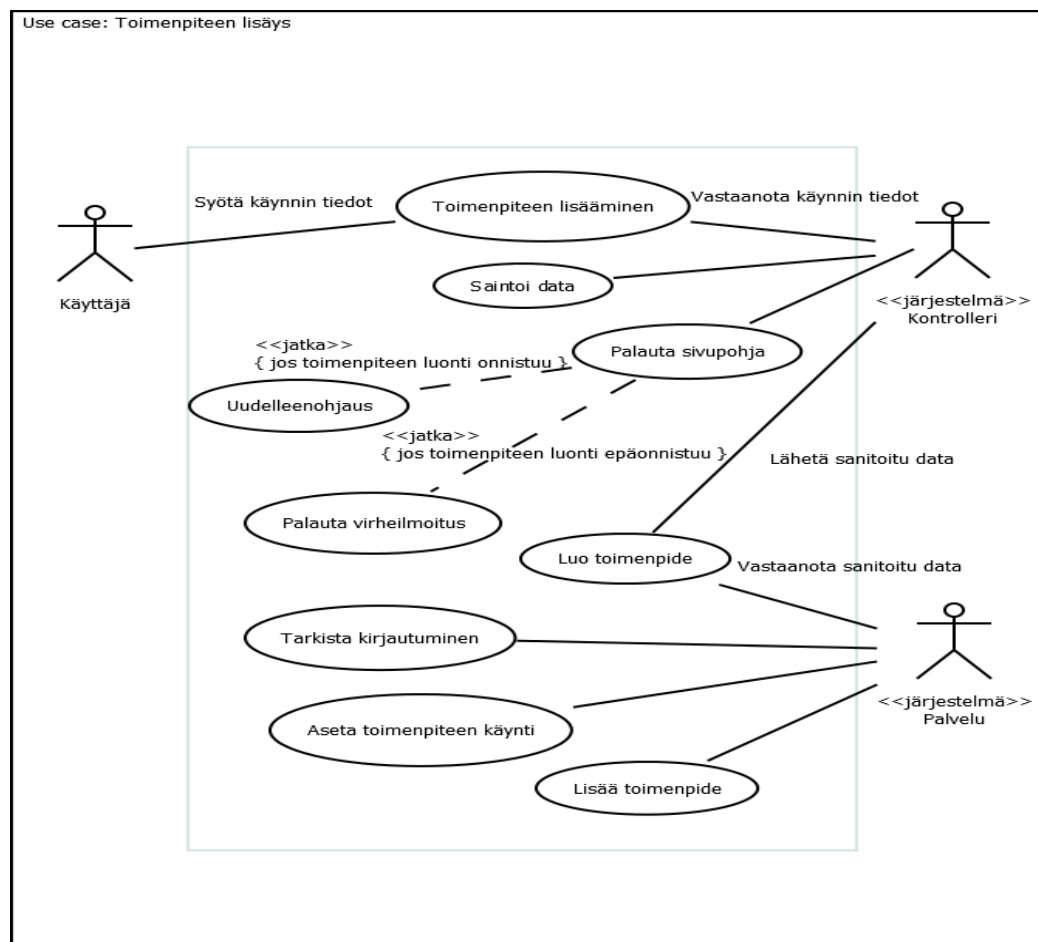 Use case: Toimenpiteen lisäys
Syötä käynnin tiedot
Toimenpiteen lisääminen
Vastaanota käynnin tiedot
Käyttäjä
Saintoi data
<<järjestelmä>>
Kontrolleri
<<jatka>>
{ jos toimenpiteen luonti onnistuu }
Palauta sivupohja
Uudelleenohjaus
<<jatka>>
{ jos toimenpiteen luonti epäonnistuu }
Lähetä sanitoitu data
Palauta virheilmoitus
Luo toimenpide
Vastaanota sanitoitu data
Tarkista kirjautuminen
<<järjestelmä>>
Palvelu
Aseta toimenpiteen käynti
Lisää toimenpide